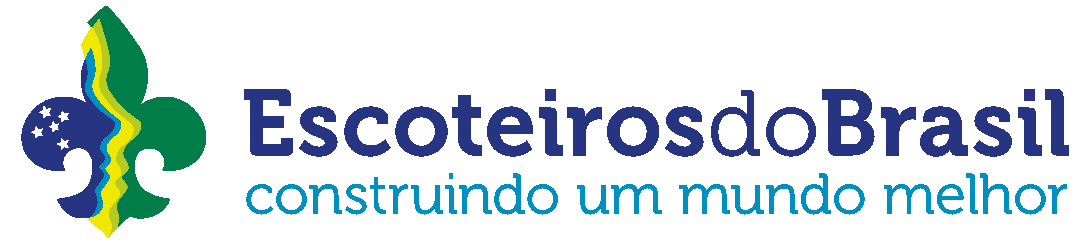 EscoteirosdoBrasil
construindo um mundo melhor